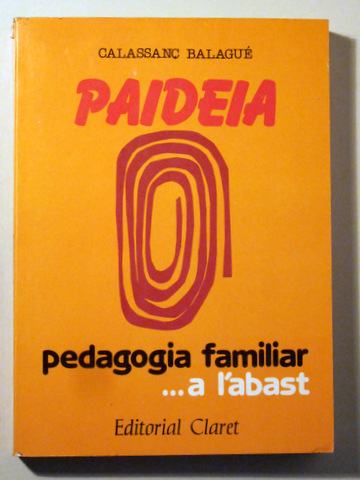 CALASSANÇ BALAGUÉ
PAIDEIA
pedagogia familiar
...a l'abast
Editorial Claret